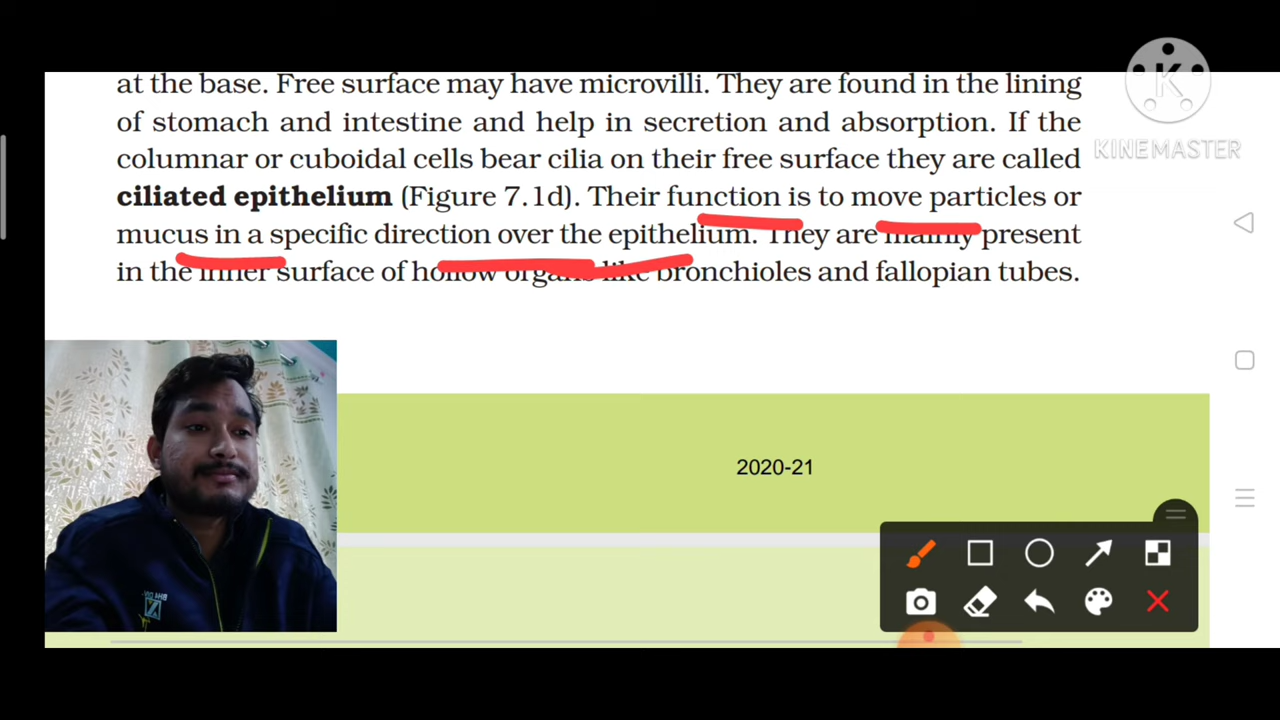 at the base. Free surface may have microvilli. They are found in the lining
of stomach and intestine and help in secretion and absorption. If the
columnar or cuboidal cells bear cilia on their free surface they are called
ciliated epithelium (Figure 7.1d). Their function is to move particles or
mucus in a specific direction over the epithelium. They are mainly present
in the inner surface of hollow organs like bronchioles and fallopian tubes.
K
KINEMASTER
2020-21